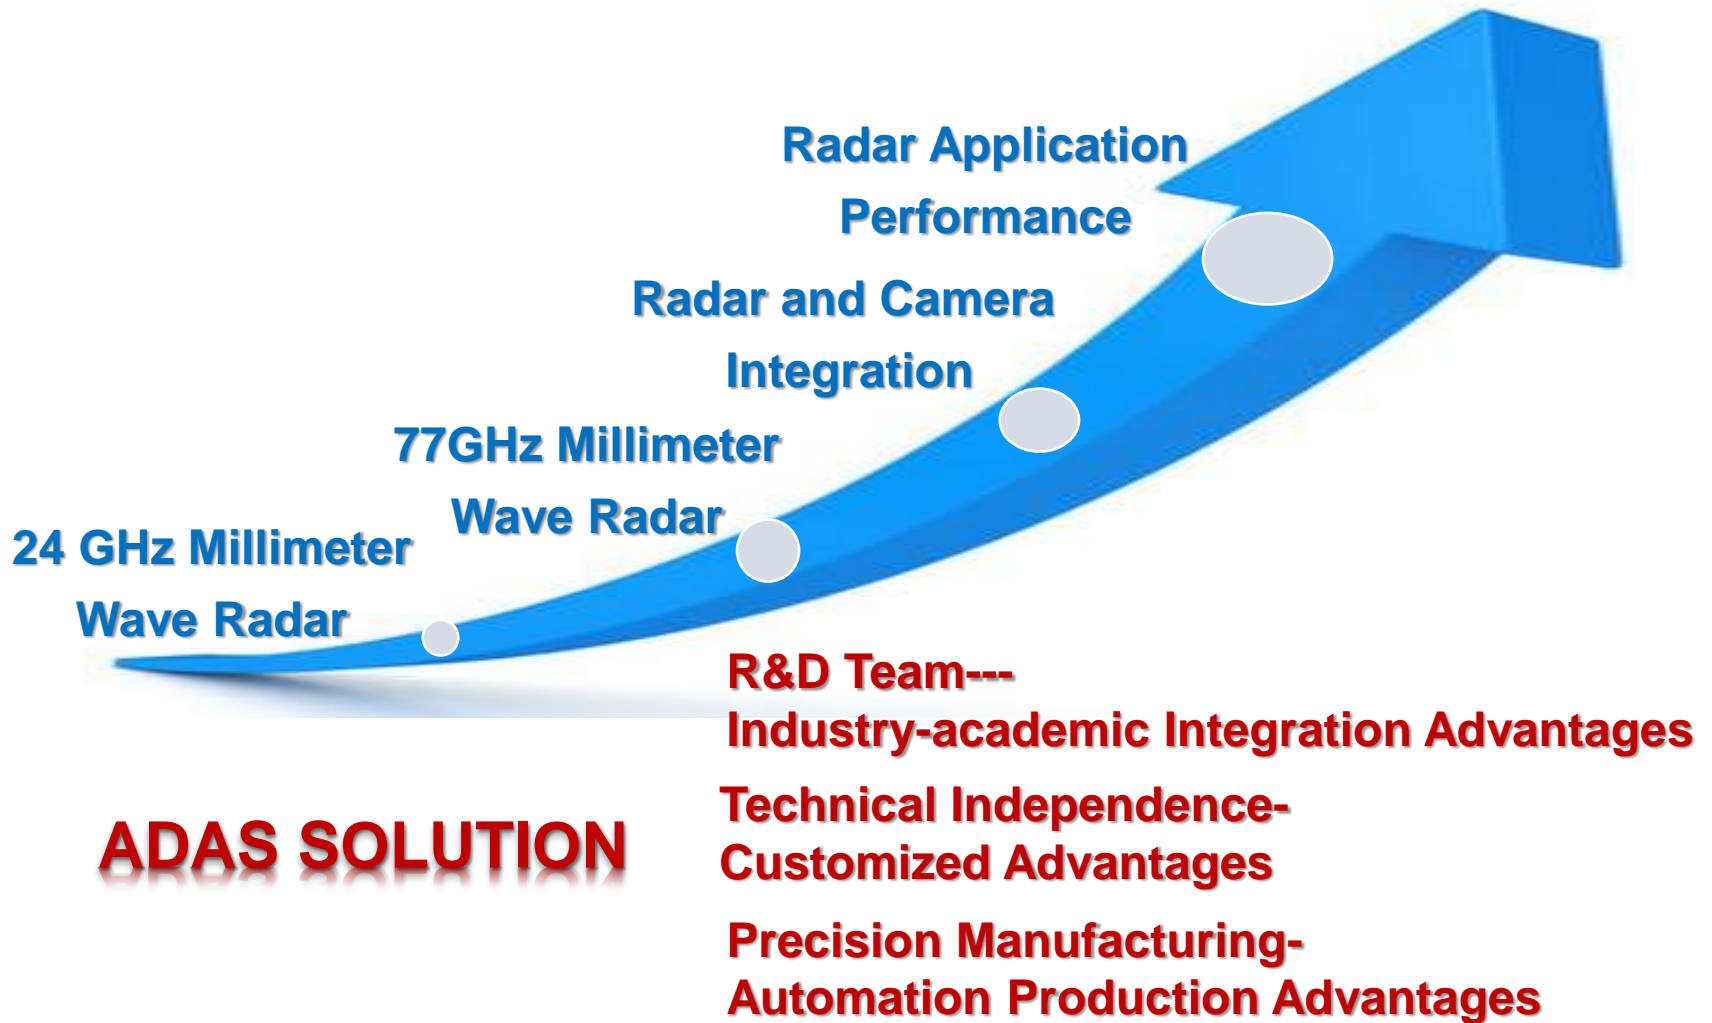 Radar Application
Performance
Radar and Camera
Integration
77GHz Millimeter
Wave Radar
24 GHz Millimeter
Wave Radar
R&D Team---
Industry-academic Integration Advantages
ADAS SOLUTION
Technical Independence-
Customized Advantages
Precision Manufacturing-
Automation Production Advantages